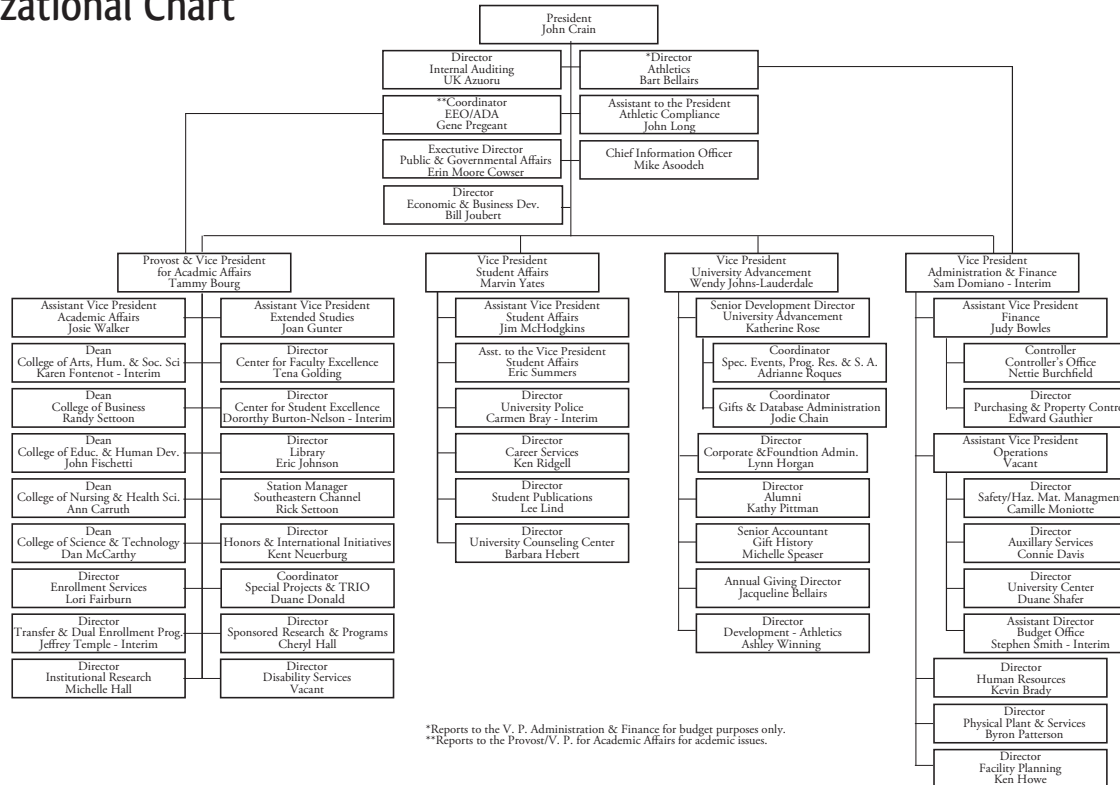 zational Chart
President
John Crain
Director
Internal Auditing
UK Azuoru
*Director
Athletics
Bart Bellairs
**Coordinator
EEO/ADA
Gene Pregeant
Assistant to the President
Athletic Compliance
John Long
Exectutive Director
Public & Governmental Affairs
Erin Moore Cowser
Chief Information Officer
Mike Asoodeh
Director
Economic & Business Dev.
Bill Joubert
Provost & Vice President
for Acadmic Affairs
Tammy Bourg
Assistant Vice President
Academic Affairs
Josie Walker
Assistant Vice President
Extended Studies
Joan Gunter
Dean
College of Arts, Hum. & Soc. Sci
Karen Fontenot - Interim
Director
Center for Faculty Excellence
Tena Golding
Dean
College of Business
Randy Settoon
Director
Center for Student Excellence
Dororthy Burton-Nelson - Interim
Dean
College of Educ. & Human Dev.
John Fischetti
Director
Library
Eric Johnson
Dean
College of Nursing & Health Sci.
Ann Carruth
Station Manager
Southeastern Channel
Rick Settoon
Dean
College of Science & Technology
Dan McCarthy
Director
Honors & International Initiatives
Kent Neuerburg
Director
Enrollment Services
Lori Fairburn
Coordinator
Special Projects & TRIO
Duane Donald
Director
Transfer & Dual Enrollment Prog.
Jeffrey Temple - Interim
Director
Sponsored Research & Programs
Cheryl Hall
Director
Institutional Research
Michelle Hall
Director
Disability Services
Vacant
Vice President
Student Affairs
Marvin Yates
Assistant Vice President
Student Affairs
Jim McHodgkins
Asst. to the Vice President
Student Affairs
Eric Summers
Director
University Police
Carmen Bray - Interim
Director
Career Services
Ken Ridgell
Director
Student Publications
Lee Lind
Director
University Counseling Center
Barbara Hebert
Vice President
University Advancement
Wendy Johns-Lauderdale
Senior Development Director
University Advancement
Katherine Rose
Coordinator
Spec. Events, Prog. Res. & S. A.
Adrianne Roques
Coordinator
Gifts & Database Administration
Jodie Chain
Director
Corporate &Foundtion Admin.
Lynn Horgan
Director
Alumni
Kathy Pittman
Senior Accountant
Gift History
Michelle Speaser
Annual Giving Director
Jacqueline Bellairs
Director
Development - Athletics
Ashley Winning
Vice President
Administration & Finance
Sam Domiano - Interim
Assistant Vice President
Finance
Judy Bowles
Controller
Controller's Office
Nettie Burchfield
Director
Purchasing & Property Contro
Edward Gauthier
Assistant Vice President
Operations
Vacant
Director
Safety/Haz. Mat. Managment
Camille Moniotte
Director
Auxillary Services
Connie Davis
Director
University Center
Duane Shafer
Assistant Director
Budget Office
Stephen Smith - Interim
Director
Human Resources
Kevin Brady
Director
Physical Plant & Services
Byron Patterson
Director
Facility Planning
Ken Howe
*Reports to the V. P. Administration & Finance for budget purposes only.
**Reports to the Provost/V. P. for Academic Affairs for acdemic issues.